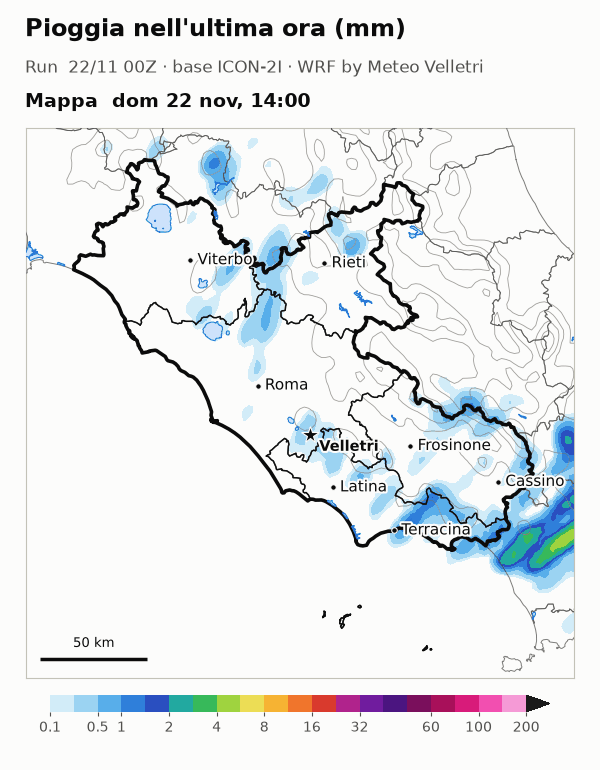 Pioggia nell'ultima ora (mm)
Run  22/11 00Z · base ICON-2I · WRF by Meteo Velletri
Mappa  dom 22 nov, 14:00
Viterbo
Rieti
Roma
Velletri
Frosinone
Cassino
Latina
Terracina
50 km
0.1 0.5 1 2 4 8 16 32 60 100 200